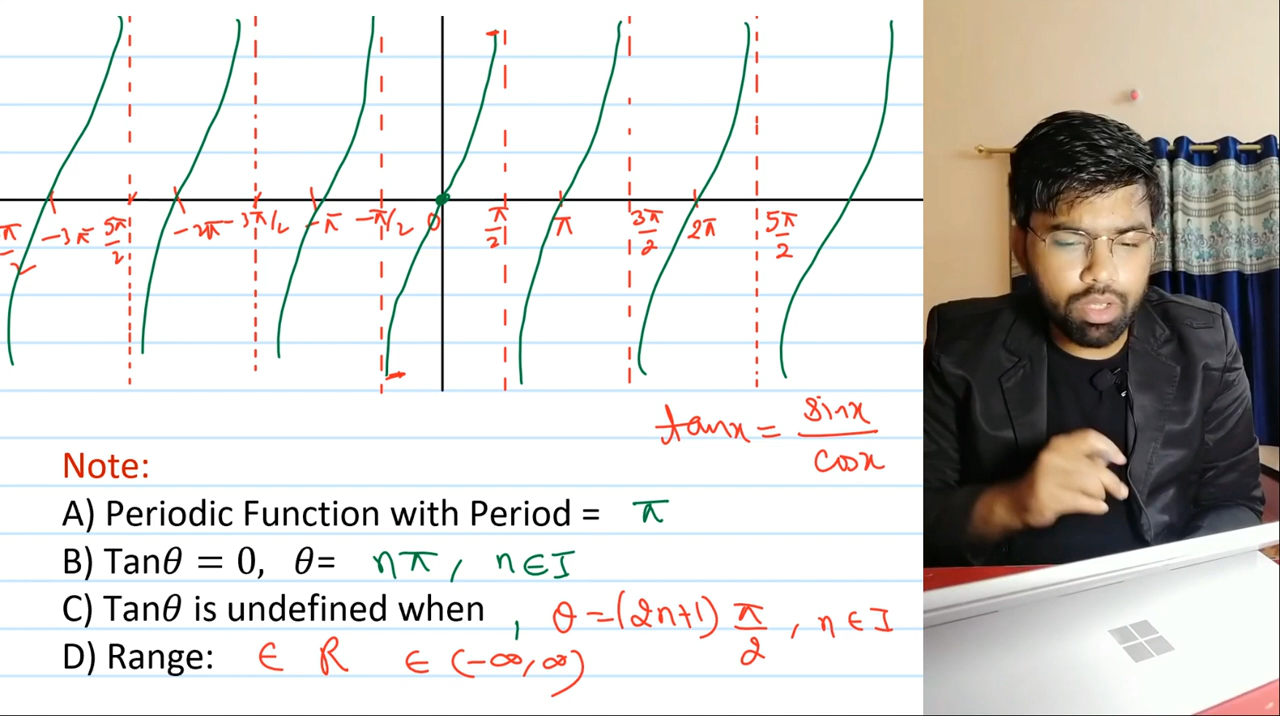 π/2 -3π -5π/2 -2π -3π/2 -π -π/2 0 π/2 π 3π/2 2π 5π/2
tanx = sinx/cosx
Note:
A) Periodic Function with Period = π
B) Tanθ = 0, θ= nπ, n∈I
C) Tanθ is undefined when , θ=(2n+1) π/2, n∈I
D) Range: ∈ R ∈ (-∞,∞)